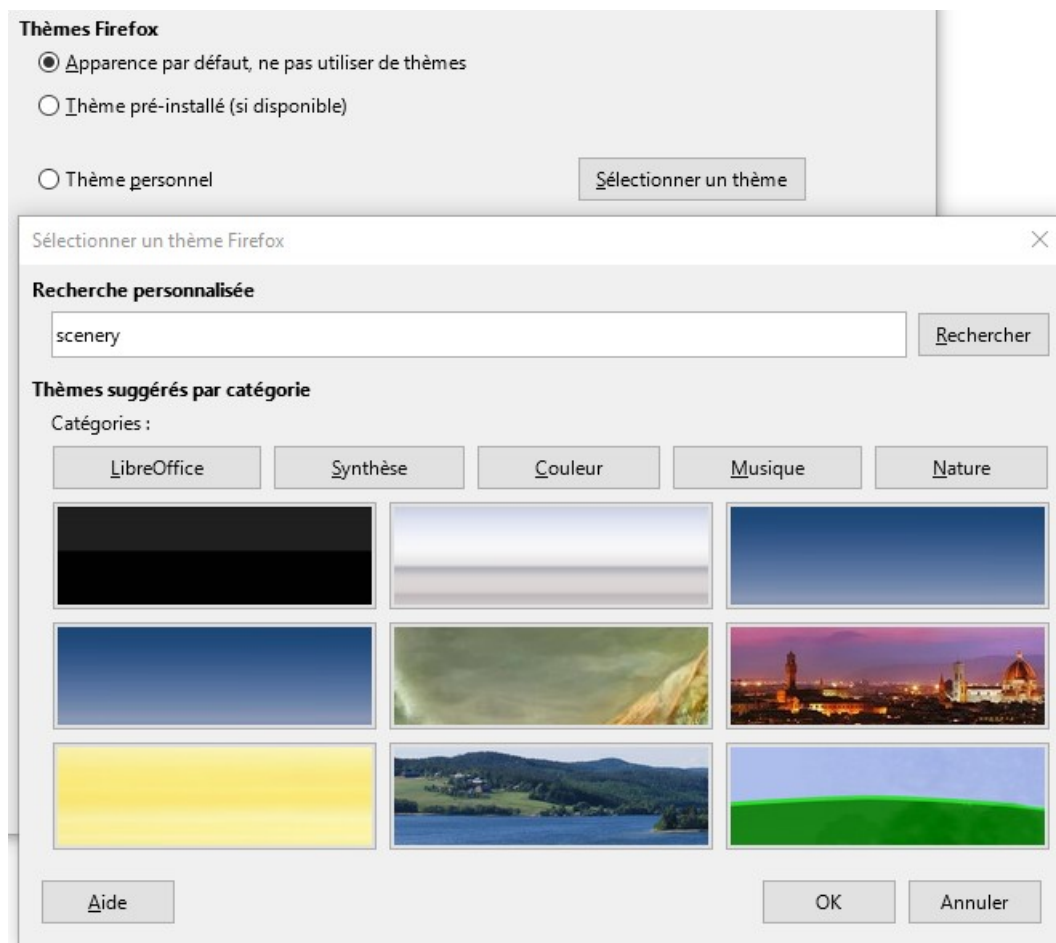 Thèmes Firefox
Apparence par défaut, ne pas utiliser de thèmes
Thème pré-installé (si disponible)
Thème personnel Sélectionner un thème
Sélectionner un thème Firefox
Recherche personnalisée
scenery Rechercher
Thèmes suggérés par catégorie
Catégories :
LibreOffice Synthèse Couleur Musique Nature
Aide OK Annuler